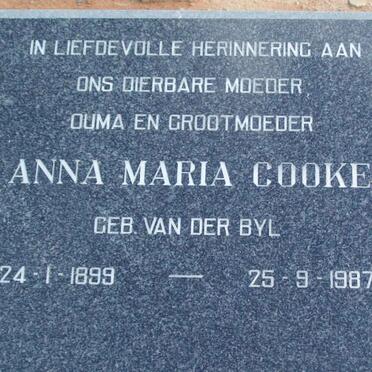 IN LIEFDEVOLLE HERINNERING AAN
ONS DIERBARE MOEDER,
OUMA EN GROOTMOEDER
ANNA MARIA COOKE
GEB. VAN DER BYL
24-1-1899 — 25-9-1987